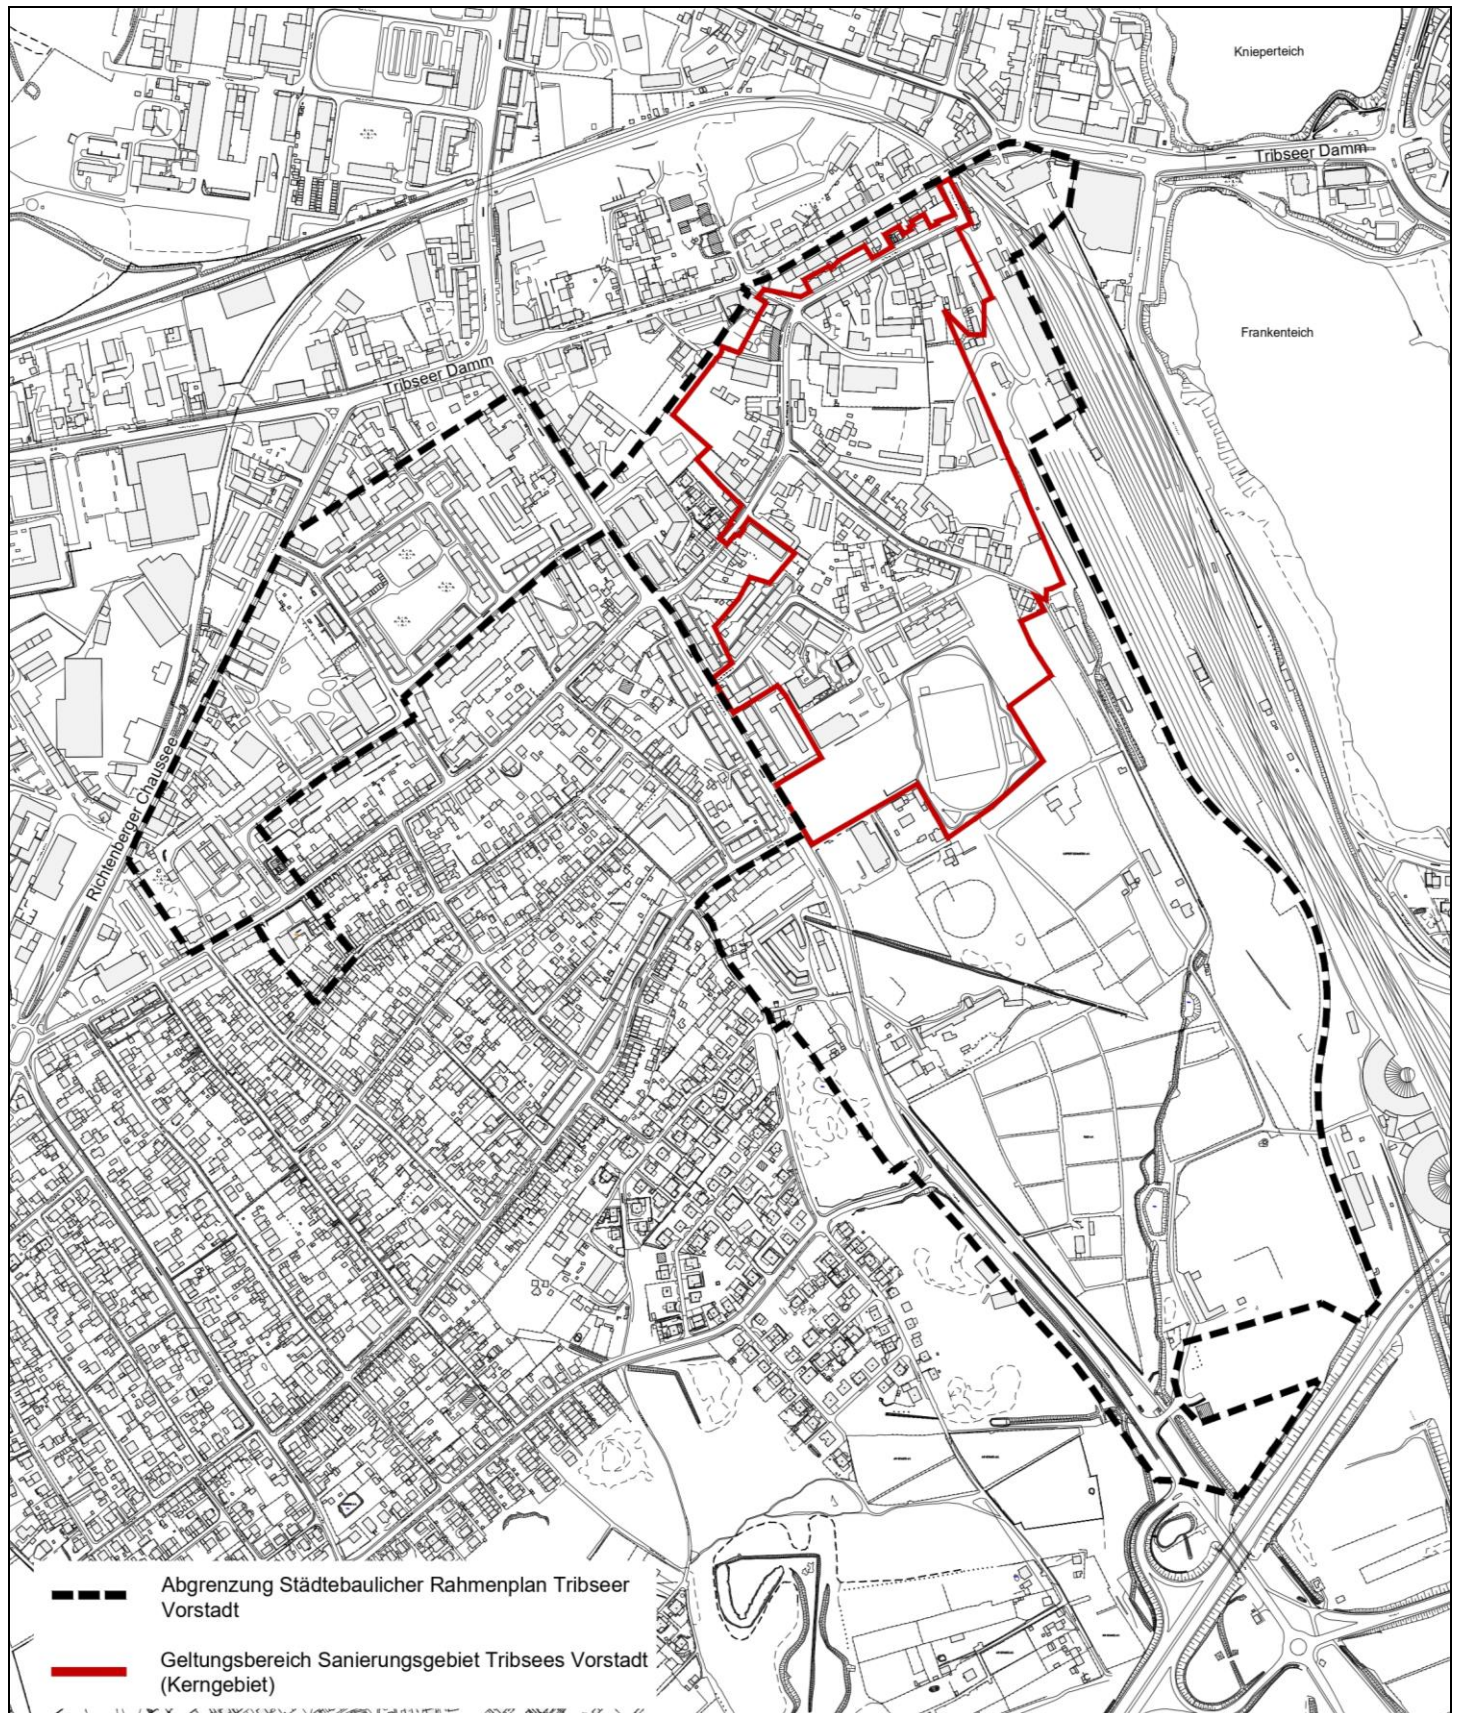 Knieperteich
Tribseer Damm
Frankenteich
Tribseer Damm
Richtenberger Chaussee
Abgrenzung Städtebaulicher Rahmenplan Tribseer
Vorstadt
Geltungsbereich Sanierungsgebiet Tribsees Vorstadt
(Kerngebiet)